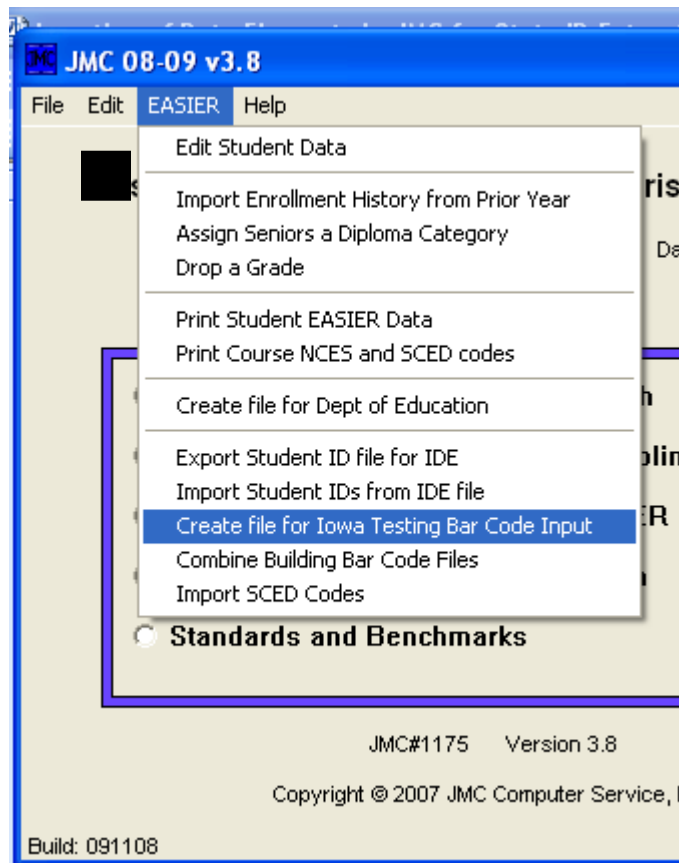 JMC JMC 08-09 v3.8
File Edit EASIER Help
Edit Student Data
Import Enrollment History from Prior Year
Assign Seniors a Diploma Category
Drop a Grade
Print Student EASIER Data
Print Course NCES and SCED codes
Create file for Dept of Education
Export Student ID file for IDE
Import Student IDs from IDE file
Create file for Iowa Testing Bar Code Input
Combine Building Bar Code Files
Import SCED Codes
Standards and Benchmarks
JMC#1175 Version 3.8
Copyright © 2007 JMC Computer Service,
Build: 091108